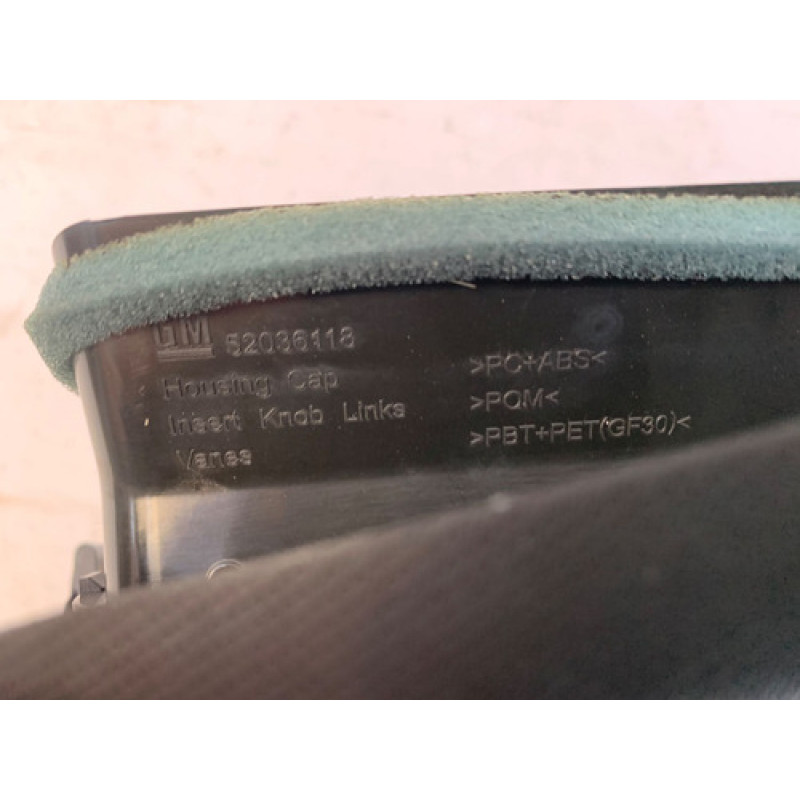 GM 52036118
Housing Cap >PC+ABS<
Insert Knob Links >POM<
Vanes >PBT+PET(GF30)<